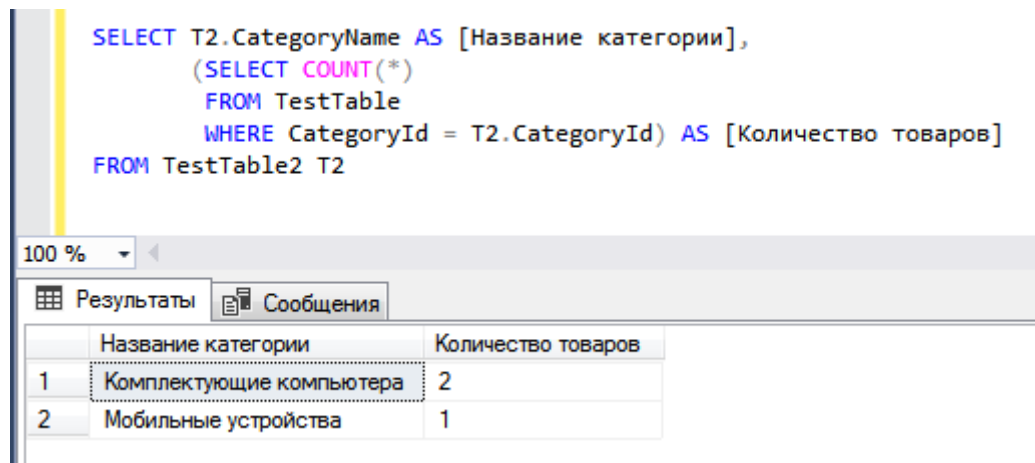 SELECT T2.CategoryName AS [Название категории],
(SELECT COUNT(*)
FROM TestTable
WHERE CategoryId = T2.CategoryId) AS [Количество товаров]
FROM TestTable2 T2
100 %
Результаты Сообщения
Название категории Количество товаров
1 Комплектующие компьютера 2
2 Мобильные устройства 1